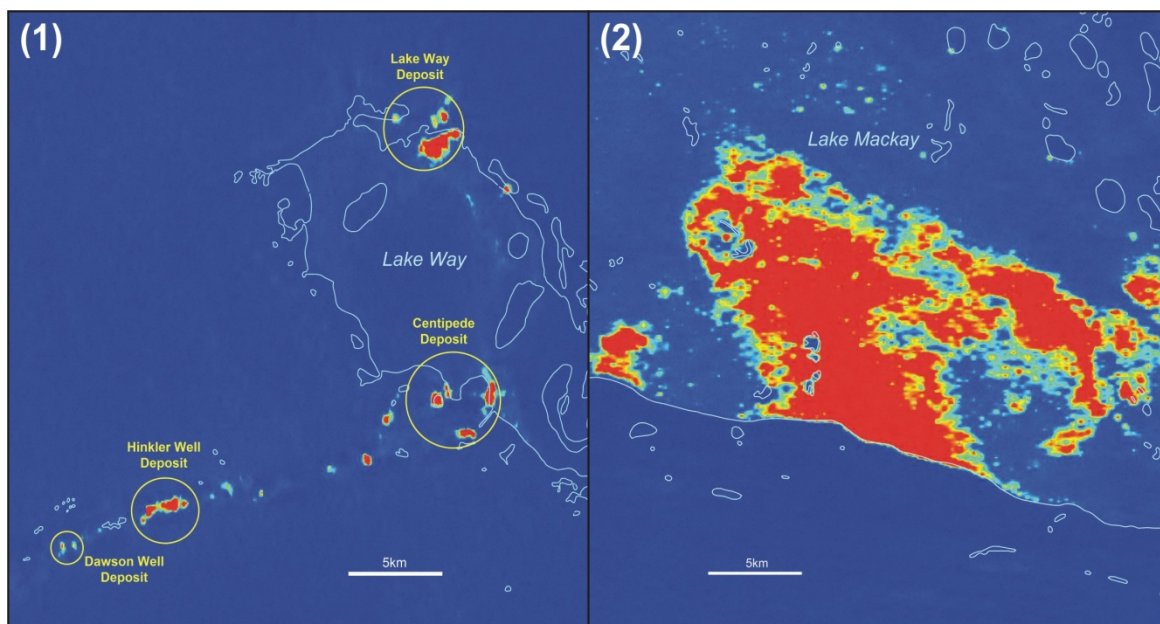 (1)
Lake Way
Deposit
Lake Way
Centipede
Deposit
Hinkler Well
Deposit
Dawson Well
Deposit
5km
(2)
Lake Mackay
5km